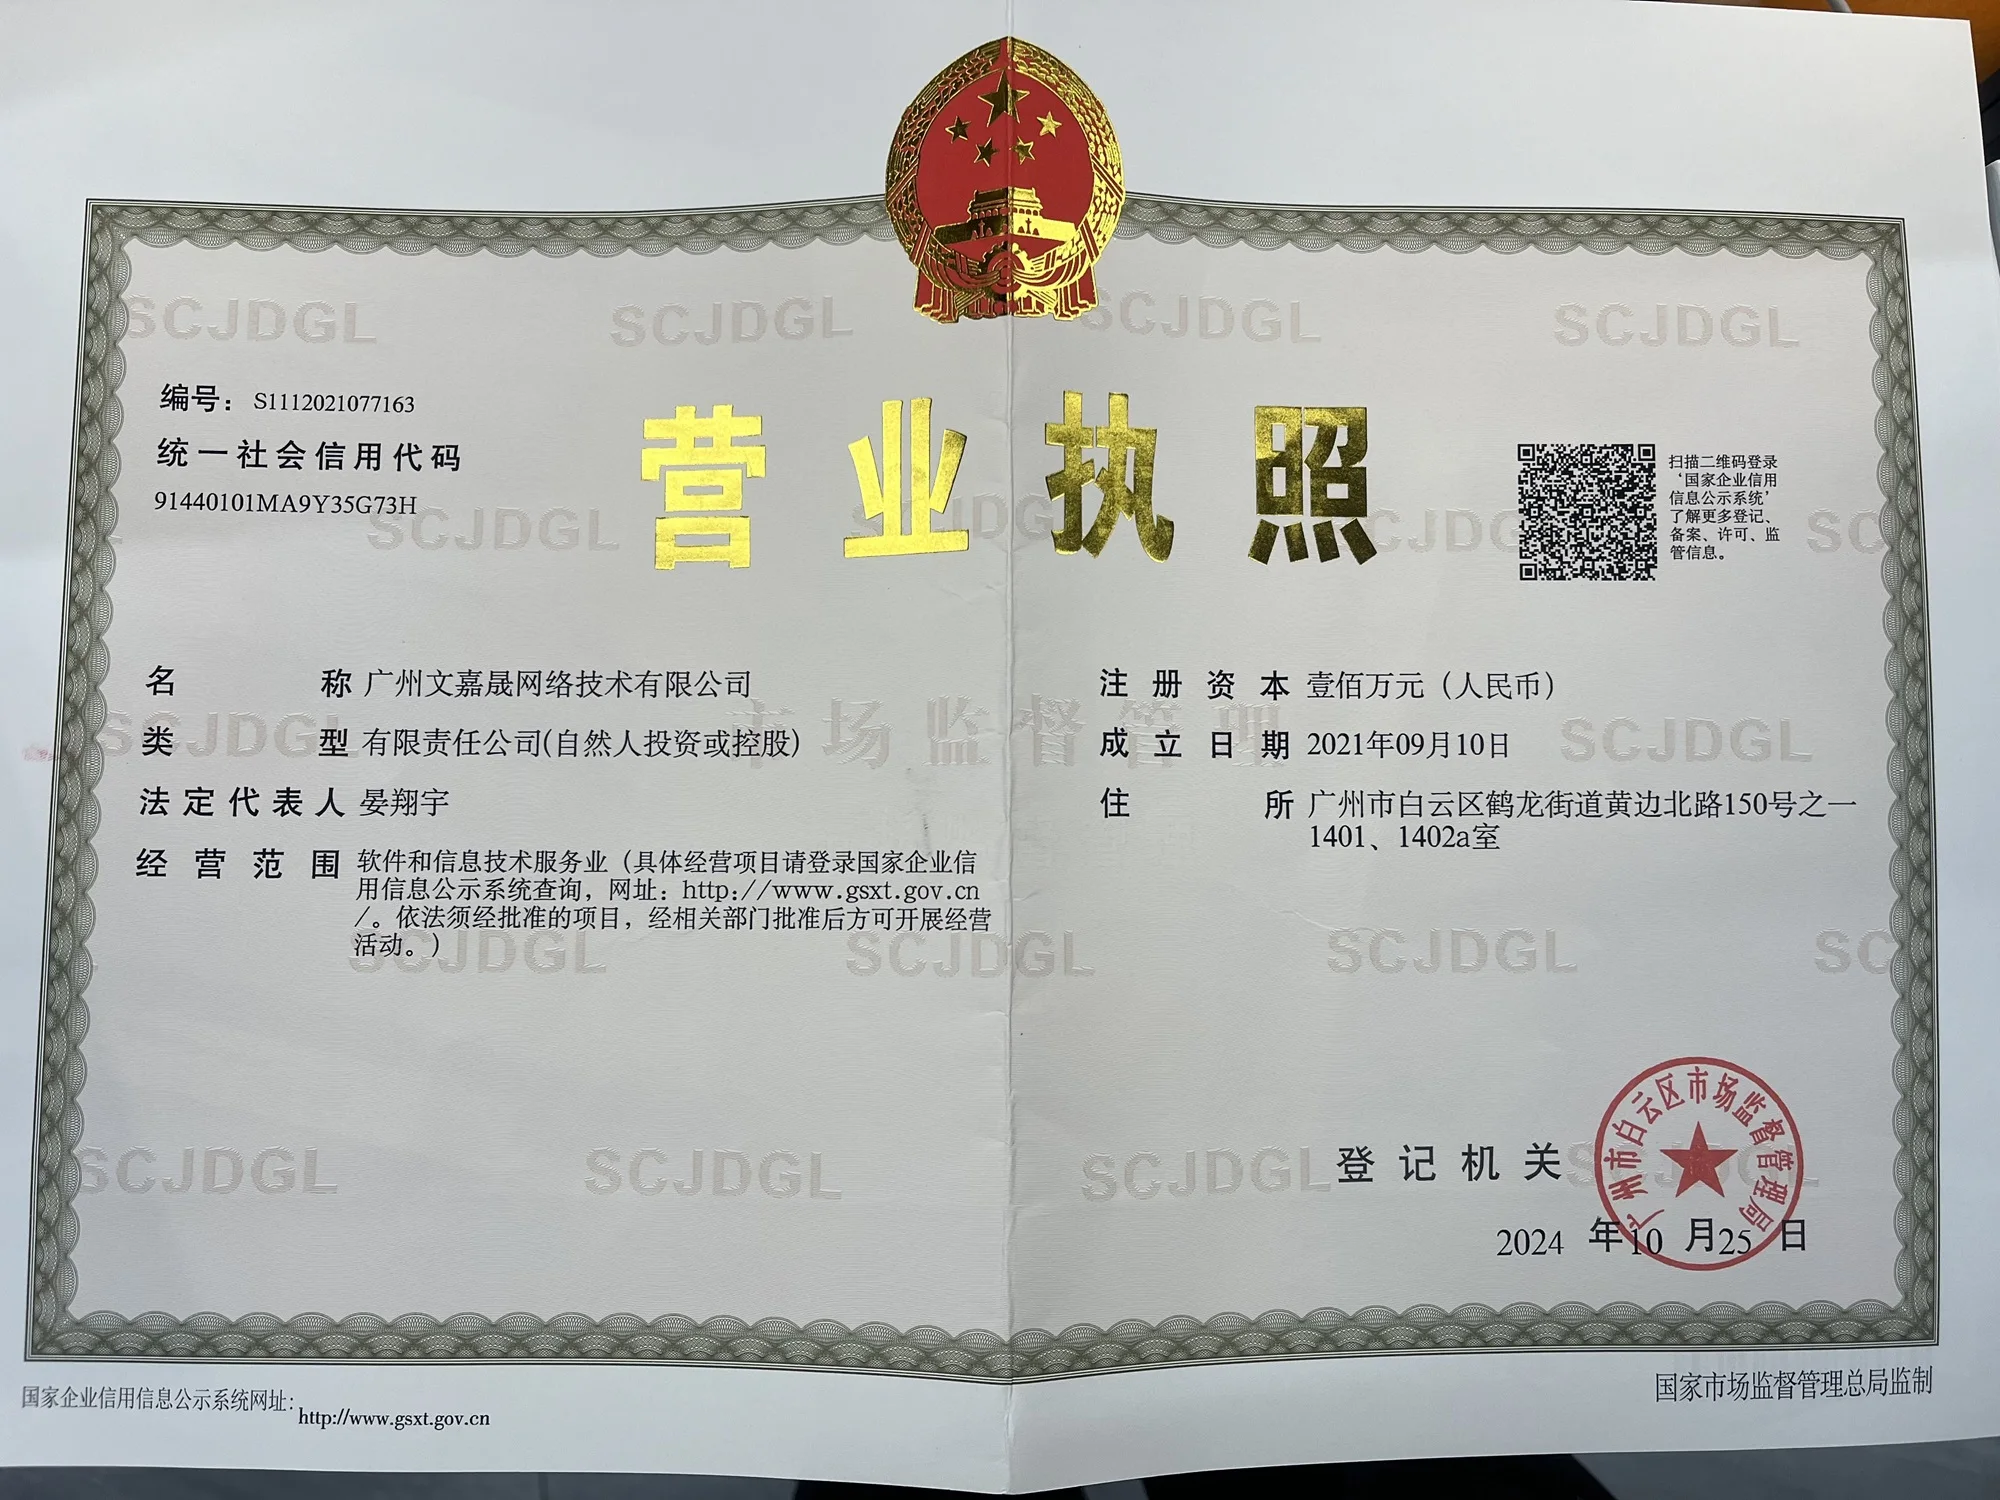 编号：S1112021077163
统一社会信用代码
91440101MA9Y35G73H
营业执照
扫描二维码登录
‘国家企业信用
信息公示系统’
了解更多登记、
备案、许可、监
管信息。
名称 广州文嘉晟网络技术有限公司
类型 有限责任公司(自然人投资或控股)
法定代表人 晏翔宇
经营范围 软件和信息技术服务业（具体经营项目请登录国家企业信
用信息公示系统查询，网址：http://www.gsxt.gov.cn
/。依法须经批准的项目，经相关部门批准后方可开展经营
活动。）
注册资本 壹佰万元（人民币）
成立日期 2021年09月10日
住所 广州市白云区鹤龙街道黄边北路150号之一
1401、1402a室
登记机关
广州市白云区市场监督管理局
2024 年10 月25 日
国家企业信用信息公示系统网址：http://www.gsxt.gov.cn
国家市场监督管理总局监制
SCJDGL
市场监督管理